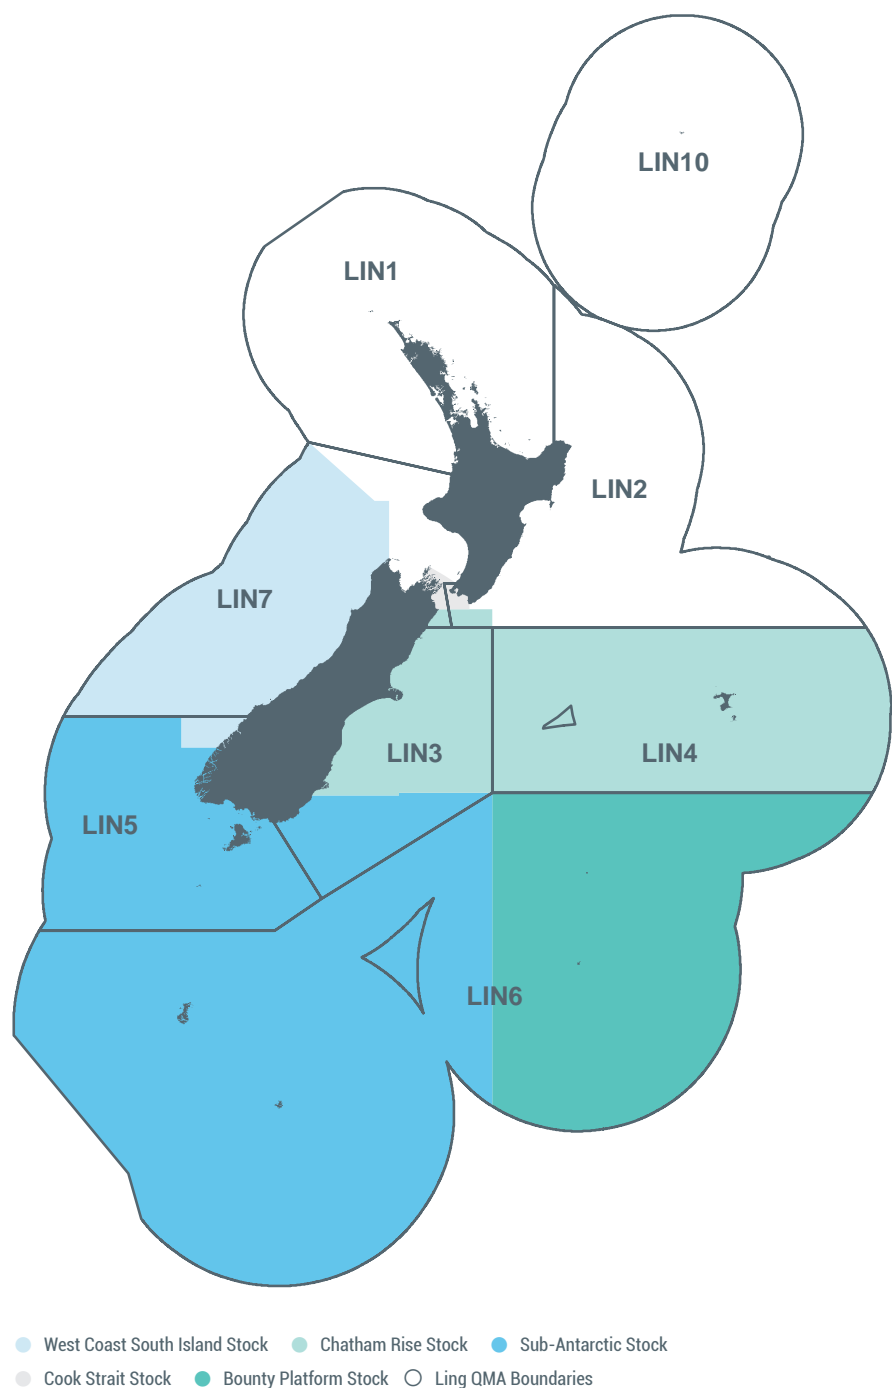 LIN10
LIN1
LIN2
LIN7
LIN3
LIN4
LIN5
LIN6
West Coast South Island Stock Chatham Rise Stock Sub-Antarctic Stock
Cook Strait Stock Bounty Platform Stock Ling QMA Boundaries